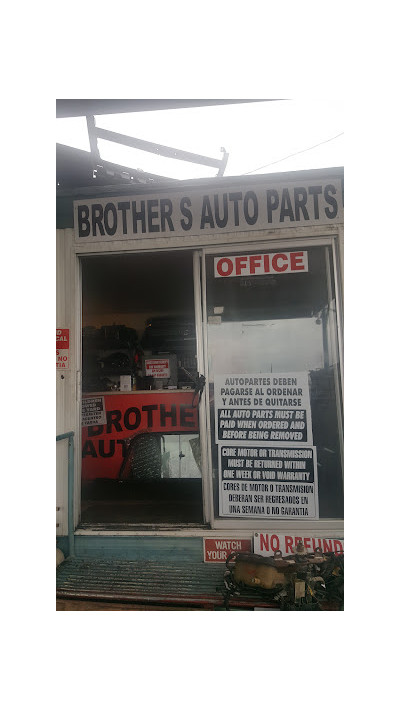 BROTHER S AUTO PARTS
OFFICE
AUTOPARTES DEBEN
PAGARSE AL ORDENAR
Y ANTES DE QUITARSE
ALL AUTO PARTS MUST BE
PAID WHEN ORDERED AND
BEFORE BEING REMOVED
CORE MOTOR OR TRANSMISSION
MUST BE RETURNED WITHIN
ONE WEEK OR VOID WARRANTY
CORES DE MOTOR O TRANSMISION
DEBERAN SER REGRESADOS EN
UNA SEMANA O NO GARANTIA
BROTHE
AUT
WATCH
YOUR
NO REFUND